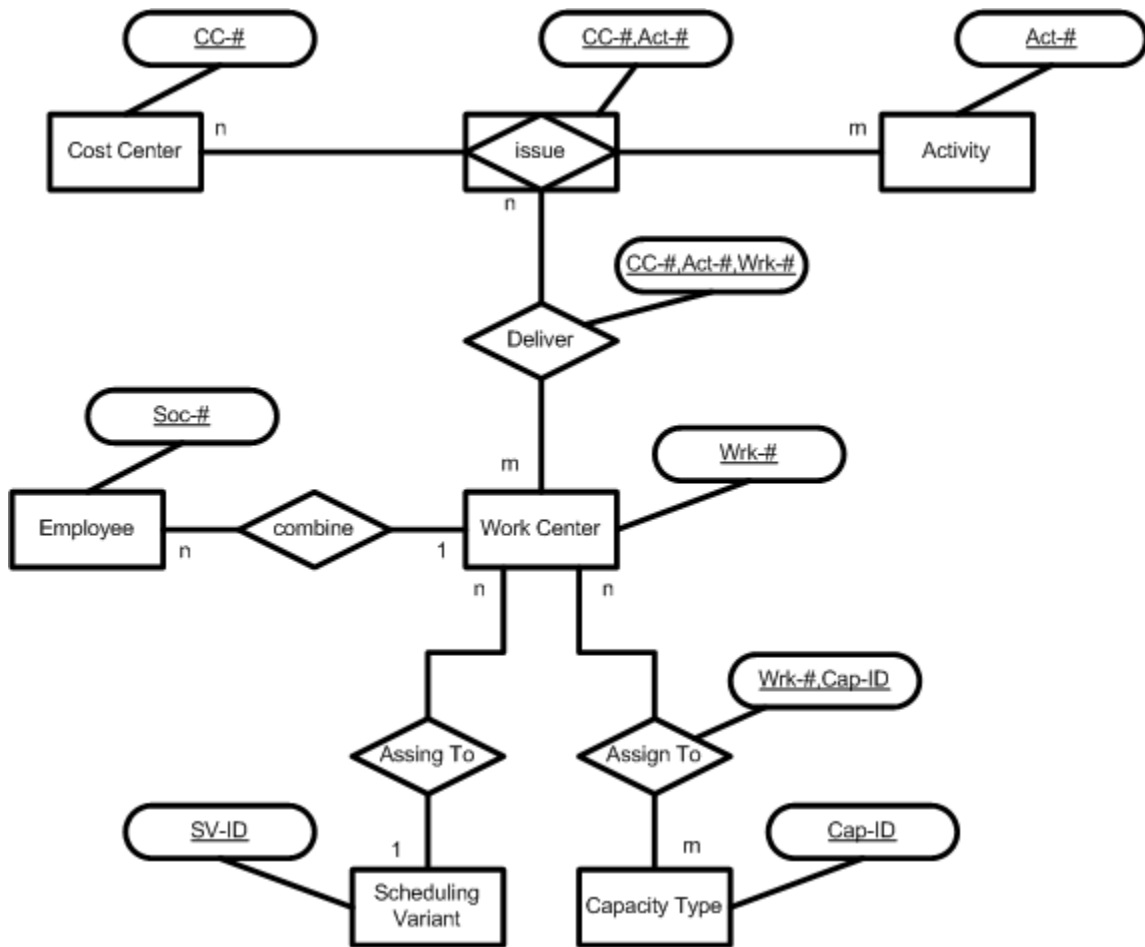 CC-#
CC-#,Act-#
Act-#
n
m
Cost Center
issue
Activity
n
CC-#,Act-#,Wrk-#
Deliver
Soc-#
Wrk-#
m
Employee
combine
Work Center
n
1
n
n
Wrk-#,Cap-ID
Assing To
Assign To
SV-ID
Cap-ID
1
m
Scheduling
Variant
Capacity Type